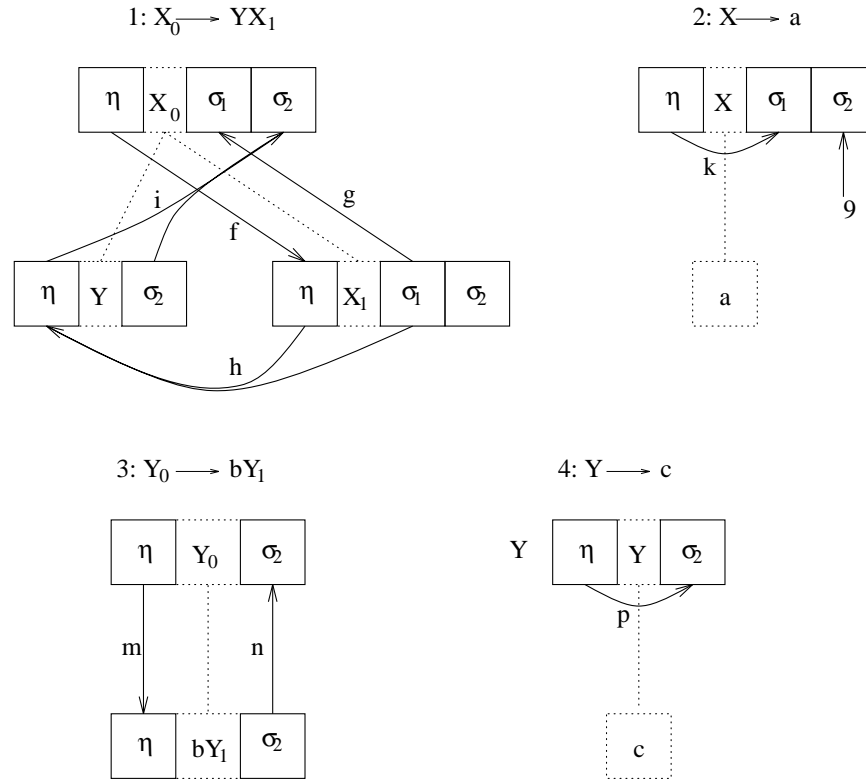 1: X₀ → YX₁
2: X → a
η X₀ σ₁ σ₂
η X σ₁ σ₂
i f g
k
9
η Y σ₂
η X₁ σ₁ σ₂
a
h
3: Y₀ → bY₁
4: Y → c
η Y₀ σ₂
Y η Y σ₂
m n
p
η bY₁ σ₂
c